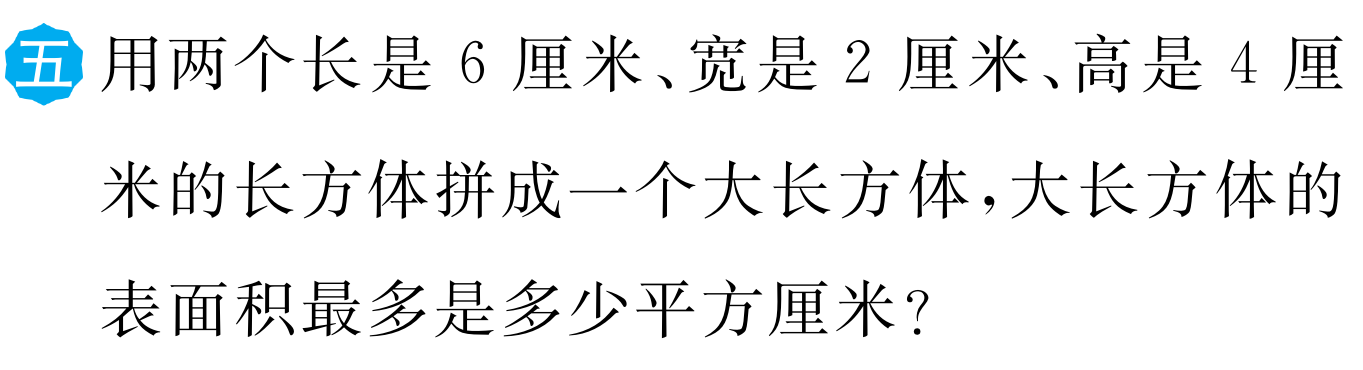 五 用两个长是 6 厘米、宽是 2 厘米、高是 4 厘
米的长方体拼成一个大长方体,大长方体的
表面积最多是多少平方厘米?